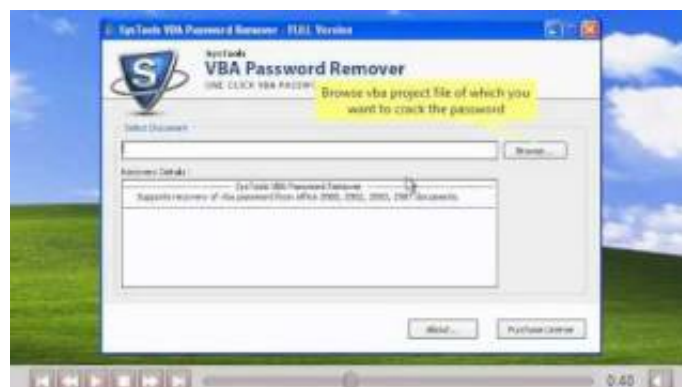 SysTools VBA Password Remover - FULL Version
S
SysTools
VBA Password Remover
ONE CLICK VBA PASSWO
Browse vba project file of which you
want to crack the password
Select Document
Browse...
Recovery Details
SysTools VBA Password Remover
Supports recovery of vba password from office 2000, 2002, 2003, 2007 documents.
About...
Purchase License
0:40